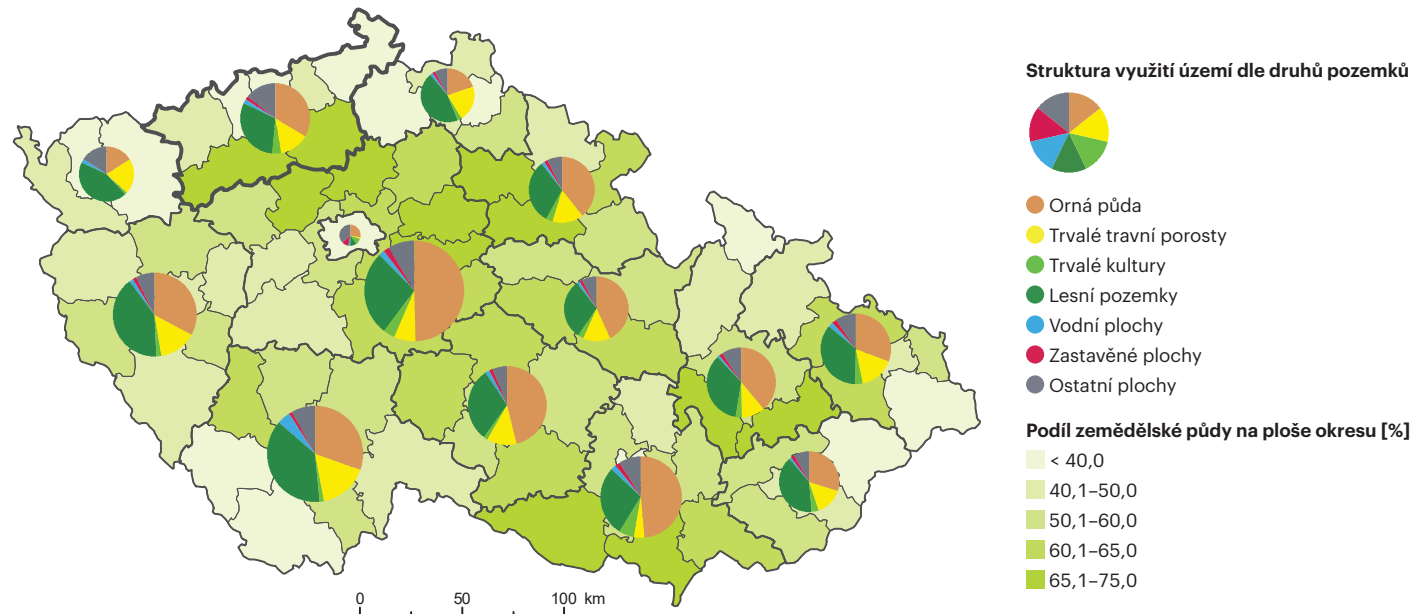 Struktura využití území dle druhů pozemků
Orná půda
Trvalé travní porosty
Trvalé kultury
Lesní pozemky
Vodní plochy
Zastavěné plochy
Ostatní plochy
Podíl zemědělské půdy na ploše okresu [%]
< 40,0
40,1–50,0
50,1–60,0
60,1–65,0
65,1–75,0
0 50 100 km